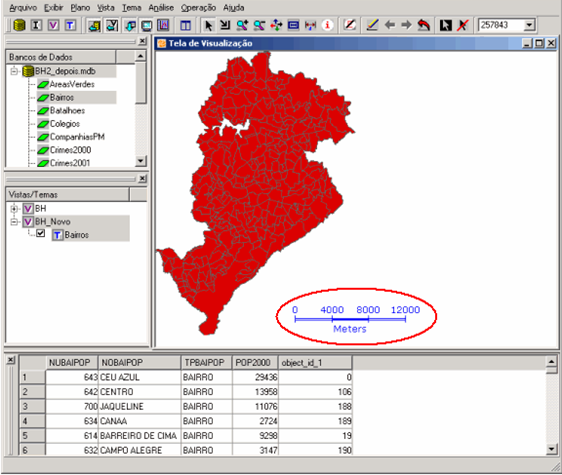 Arquivo Exibir Plano Vista Tema Análise Operação Ajuda
I V T 257843
Tela de Visualização
Bancos de Dados
BH2_depois.mdb
AreasVerdes
Bairros
Batalhoes
Colegios
CompanhiasPM
Crimes2000
Crimes2001
Vistas/Temas
V BH
V BH_Novo
T Bairros
0 4000 8000 12000
Meters
NUBAIPOP NOBAIPOP TPBAIPOP POP2000 object_id_1
1 643 CEU AZUL BAIRRO 29436 0
2 642 CENTRO BAIRRO 13958 106
3 700 JAQUELINE BAIRRO 11076 188
4 634 CANAA BAIRRO 2724 189
5 614 BARREIRO DE CIMA BAIRRO 9298 19
6 632 CAMPO ALEGRE BAIRRO 3147 190